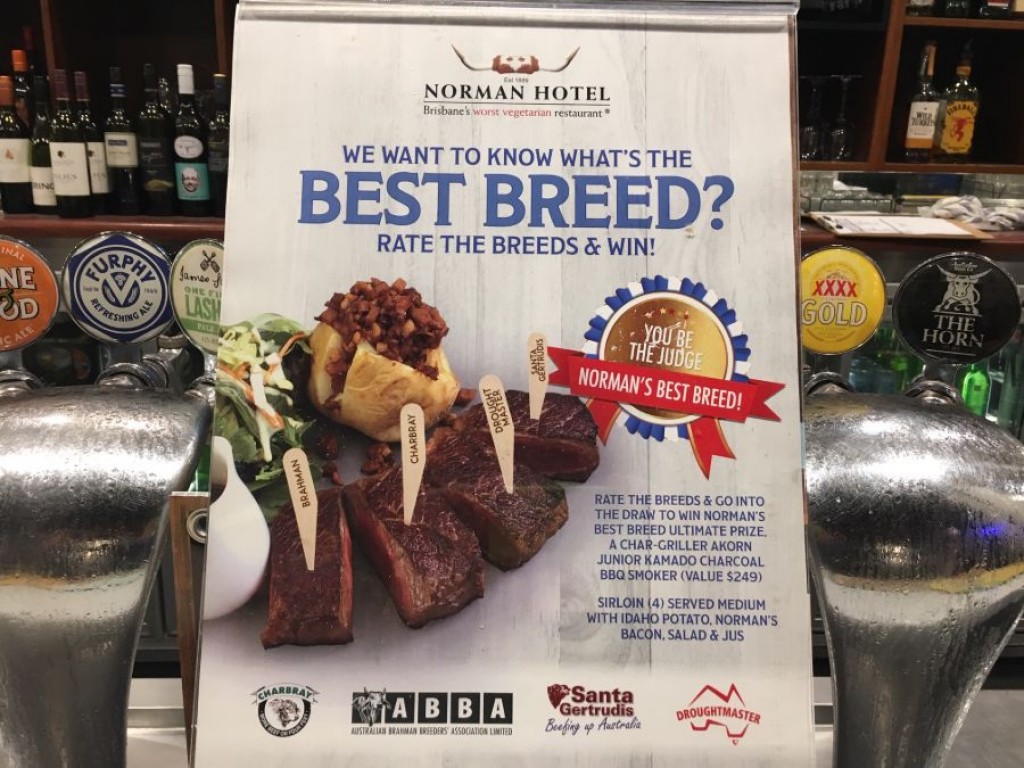 Est 1889
NORMAN HOTEL
Brisbane's worst vegetarian restaurant®
WE WANT TO KNOW WHAT'S THE
BEST BREED?
RATE THE BREEDS & WIN!
YOU BE
THE JUDGE
NORMAN'S BEST BREED!
BRAHMAN
CHARBRAY
DROUGHT
MASTER
SANTA
GERTRUDIS
RATE THE BREEDS & GO INTO
THE DRAW TO WIN NORMAN'S
BEST BREED ULTIMATE PRIZE,
A CHAR-GRILLER AKORN
JUNIOR KAMADO CHARCOAL
BBQ SMOKER (VALUE $249)
SIRLOIN (4) SERVED MEDIUM
WITH IDAHO POTATO, NORMAN'S
BACON, SALAD & JUS
CHARBRAY
ABBA
AUSTRALIAN BRAHMAN BREEDERS' ASSOCIATION LIMITED
Santa
Gertrudis
Beefing up Australia
DROUGHTMASTER
FURPHY
REFRESHING ALE
James
LASH
XXXX
GOLD
THE
HORN
WILD
TURKEY
FIREBALL